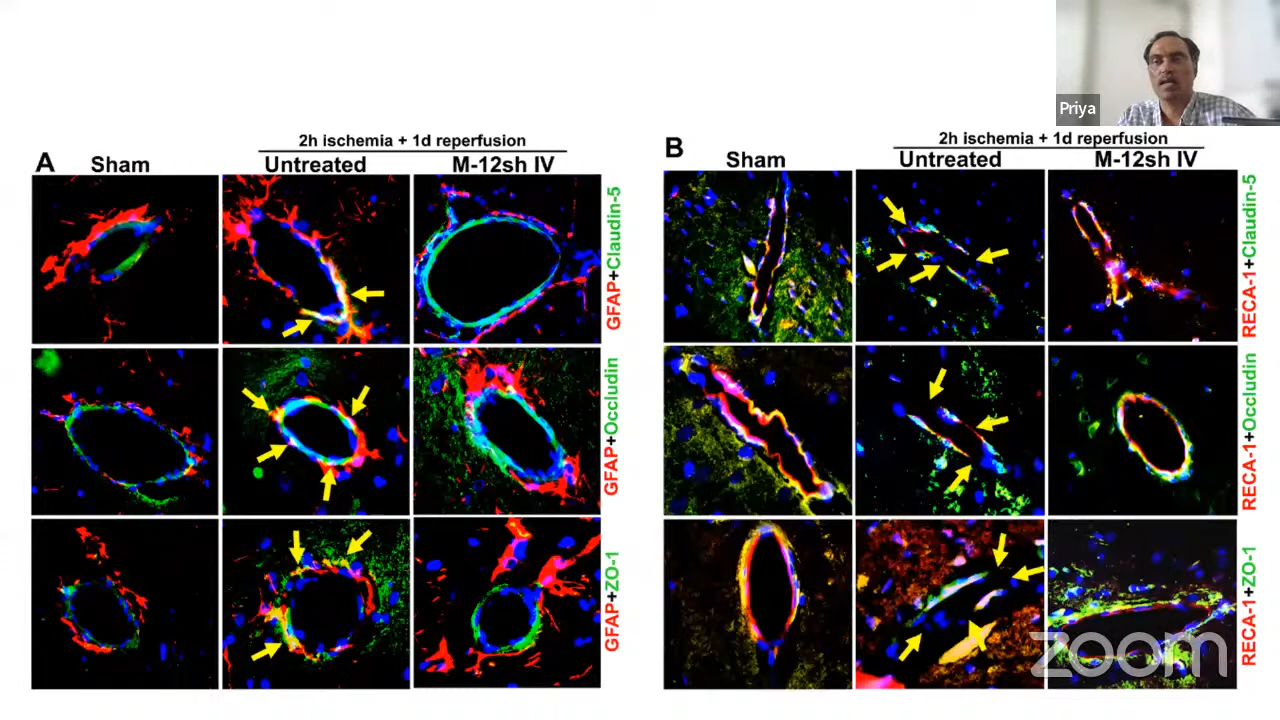 Priya
A
2h ischemia + 1d reperfusion
Sham
Untreated
M-12sh IV
GFAP+Claudin-5
GFAP+Occludin
GFAP+ZO-1
B
2h ischemia + 1d reperfusion
Sham
Untreated
M-12sh IV
RECA-1+Claudin-5
RECA-1+Occludin
RECA-1+ZO-1
zoom